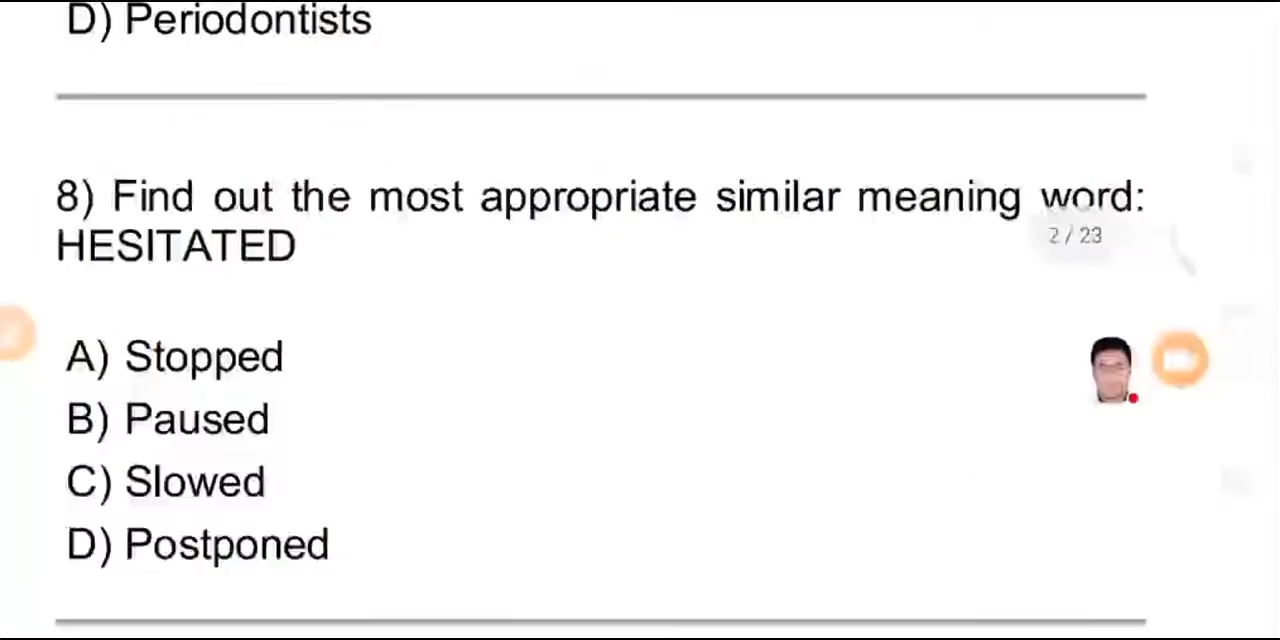 D) Periodontists
8) Find out the most appropriate similar meaning word:
2 / 23
HESITATED
A) Stopped
B) Paused
C) Slowed
D) Postponed